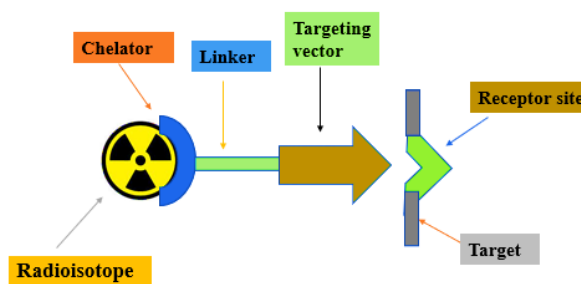 Targeting
vector
Chelator
Linker
Receptor site
Radioisotope
Target